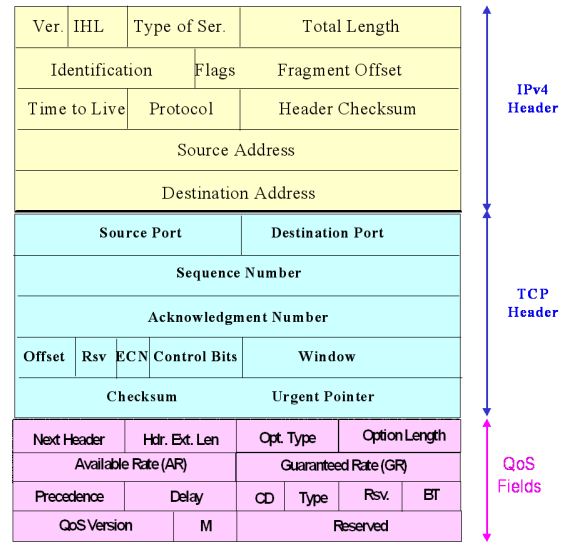 Ver. IHL Type of Ser. Total Length
Identification Flags Fragment Offset
Time to Live Protocol Header Checksum
Source Address
Destination Address
IPv4
Header
Source Port Destination Port
Sequence Number
Acknowledgment Number
Offset Rsv ECN Control Bits Window
Checksum Urgent Pointer
TCP
Header
Next Header Hdr. Ext. Len Opt. Type Option Length
Available Rate (AR) Guaranteed Rate (GR)
Precedence Delay CD Type Rsv. BT
QoS Version M Reserved
QoS
Fields